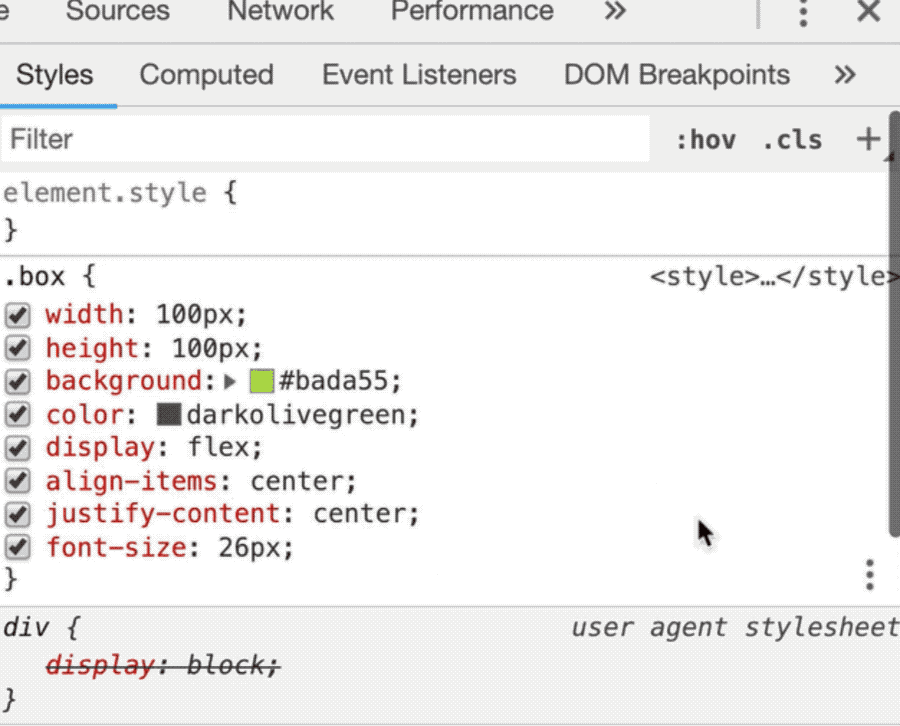 Sources Network Performance »
Styles Computed Event Listeners DOM Breakpoints »
Filter :hov .cls +
element.style {
}
.box { <style>…</style>
width: 100px;
height: 100px;
background: #bada55;
color: darkolivegreen;
display: flex;
align-items: center;
justify-content: center;
font-size: 26px;
}
div { user agent stylesheet
display: block;
}